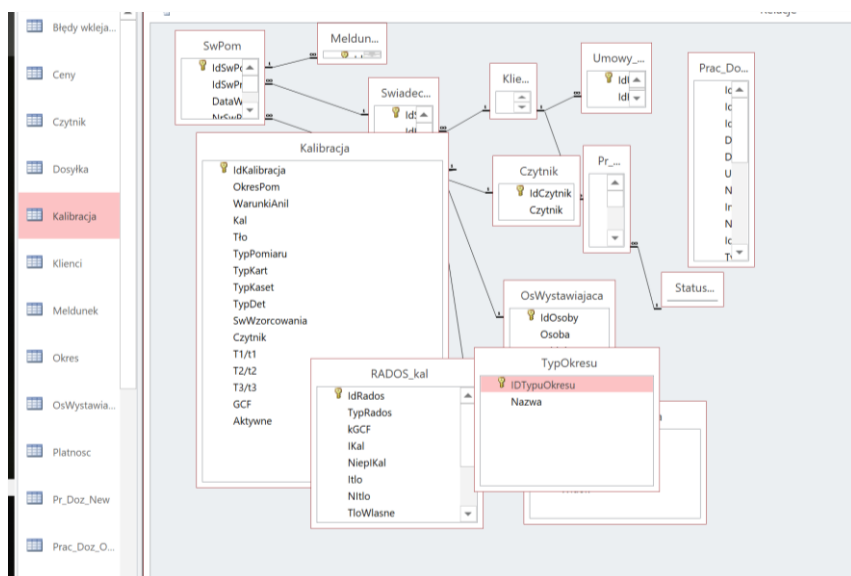 Błędy wkleja...
Ceny
Czytnik
Dosyłka
Kalibracja
Klienci
Meldunek
Okres
OsWystawia...
Platnosc
Pr_Doz_New
Prac_Doz_O...
SwPom
IdSwPo
IdSwPr
DataW
NrSwP
Meldun...
Swiadec...
Klie...
Umowy_...
IdI
IdI
Prac_Do...
Kalibracja
IdKalibracja
OkresPom
WarunkiAnil
Kal
Tło
TypPomiaru
TypKart
TypKaset
TypDet
SwWzorcowania
Czytnik
T1/t1
T2/t2
T3/t3
GCF
Aktywne
Czytnik
IdCzytnik
Czytnik
Pr_...
Status...
OsWystawiajaca
IdOsoby
Osoba
RADOS_kal
IdRados
TypRados
kGCF
IKal
NieplKal
Itlo
NItlo
TloWlasne
TypOkresu
IDTypuOkresu
Nazwa